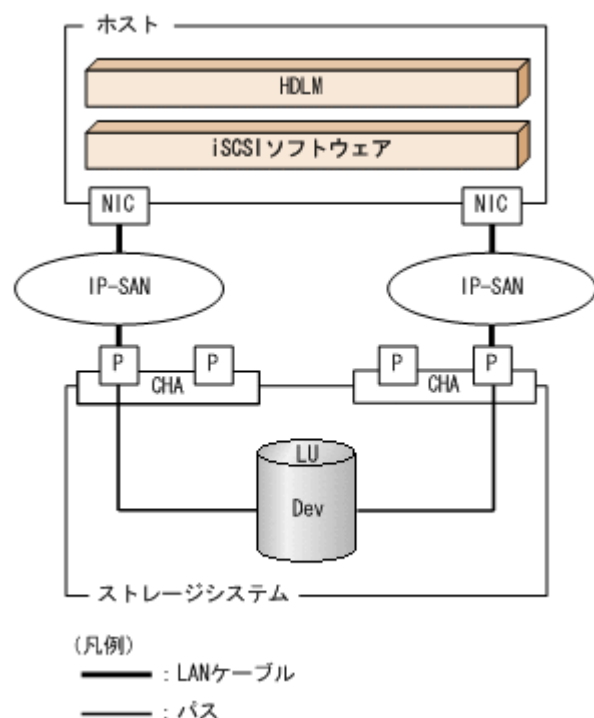 ホスト
HDLM
iSCSIソフトウェア
NIC NIC
IP-SAN IP-SAN
P P P P
CHA CHA
LU
Dev
ストレージシステム
(凡例)
: LANケーブル
: パス